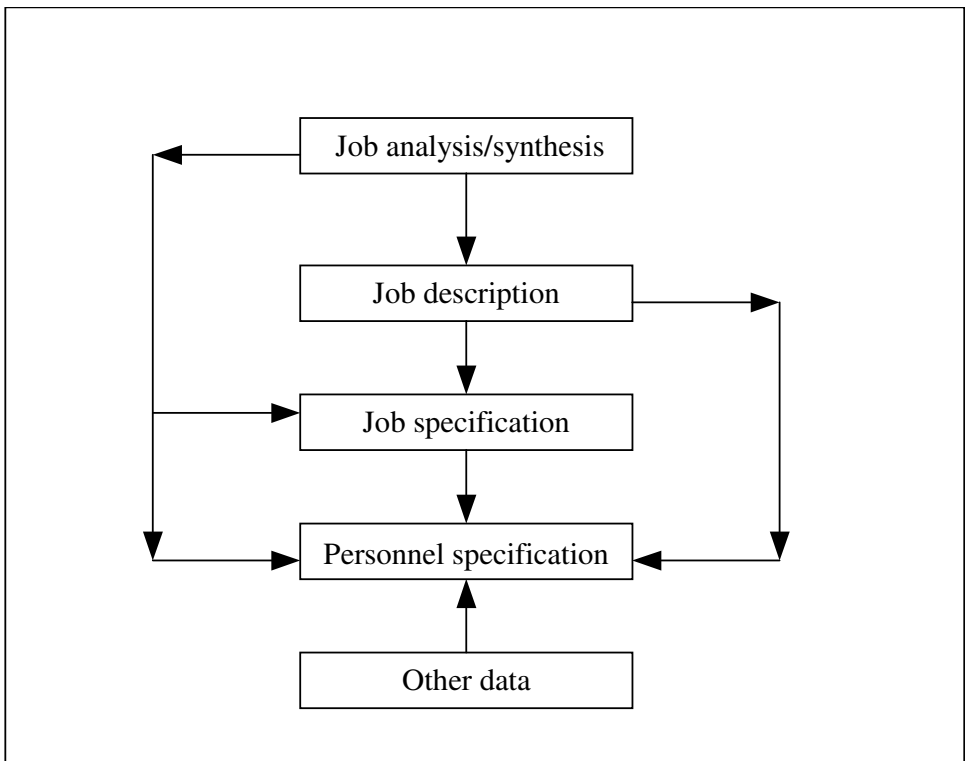 Job analysis/synthesis
Job description
Job specification
Personnel specification
Other data